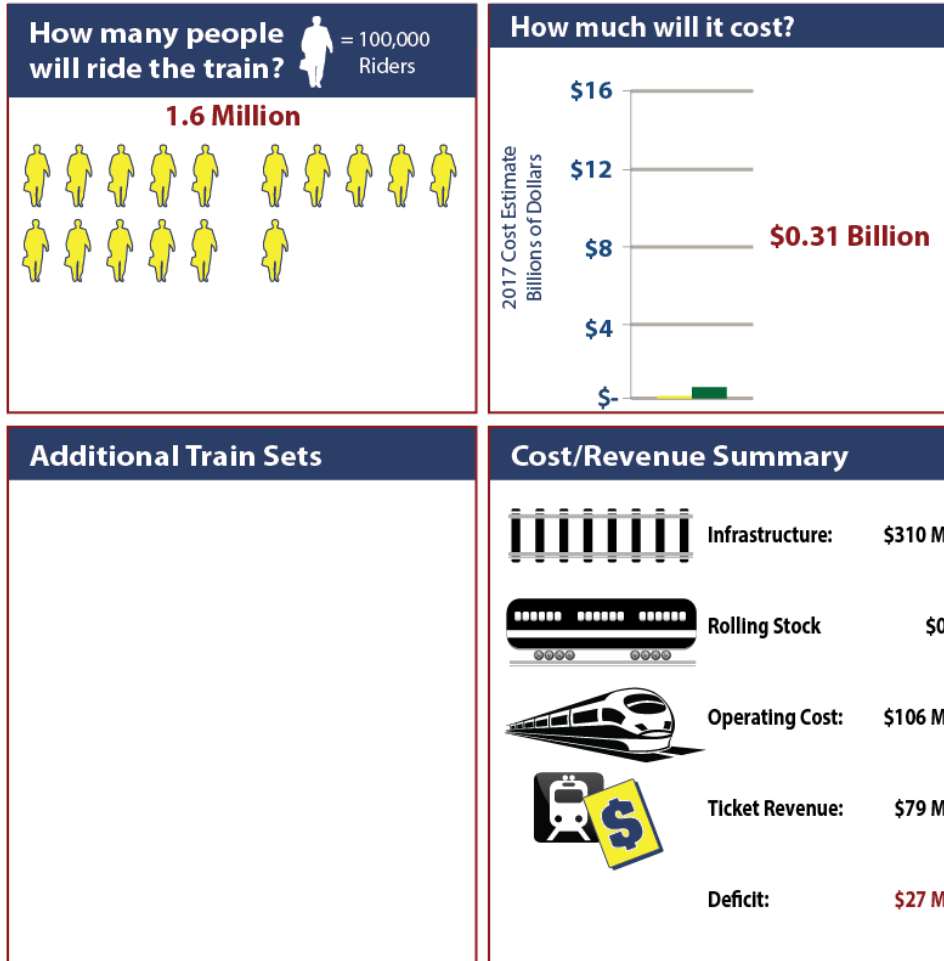 How many people
will ride the train?
= 100,000
Riders
1.6 Million
How much will it cost?
2017 Cost Estimate
Billions of Dollars
$16
$12
$8
$4
$-
$0.31 Billion
Additional Train Sets
Cost/Revenue Summary
Infrastructure: $310 M
Rolling Stock $0
Operating Cost: $106 M
Ticket Revenue: $79 M
$
Deficit: $27 M